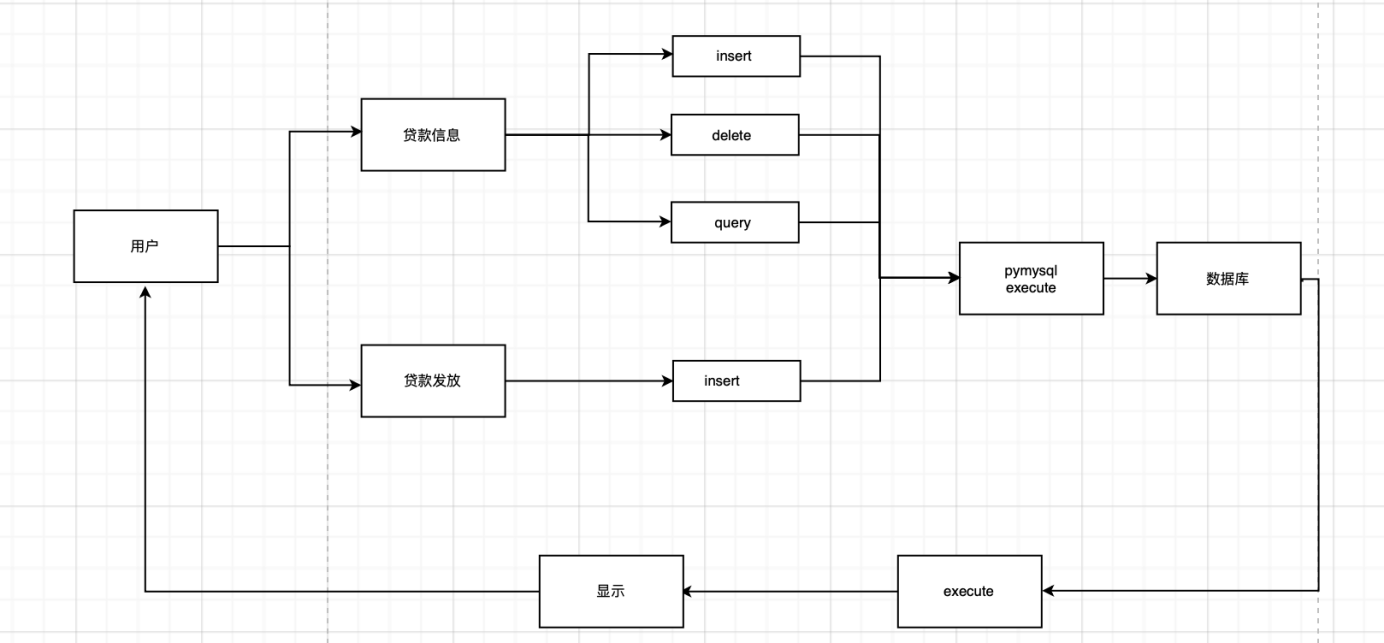 insert
贷款信息
delete
query
用户
pymysql
execute
数据库
贷款发放
insert
显示
execute